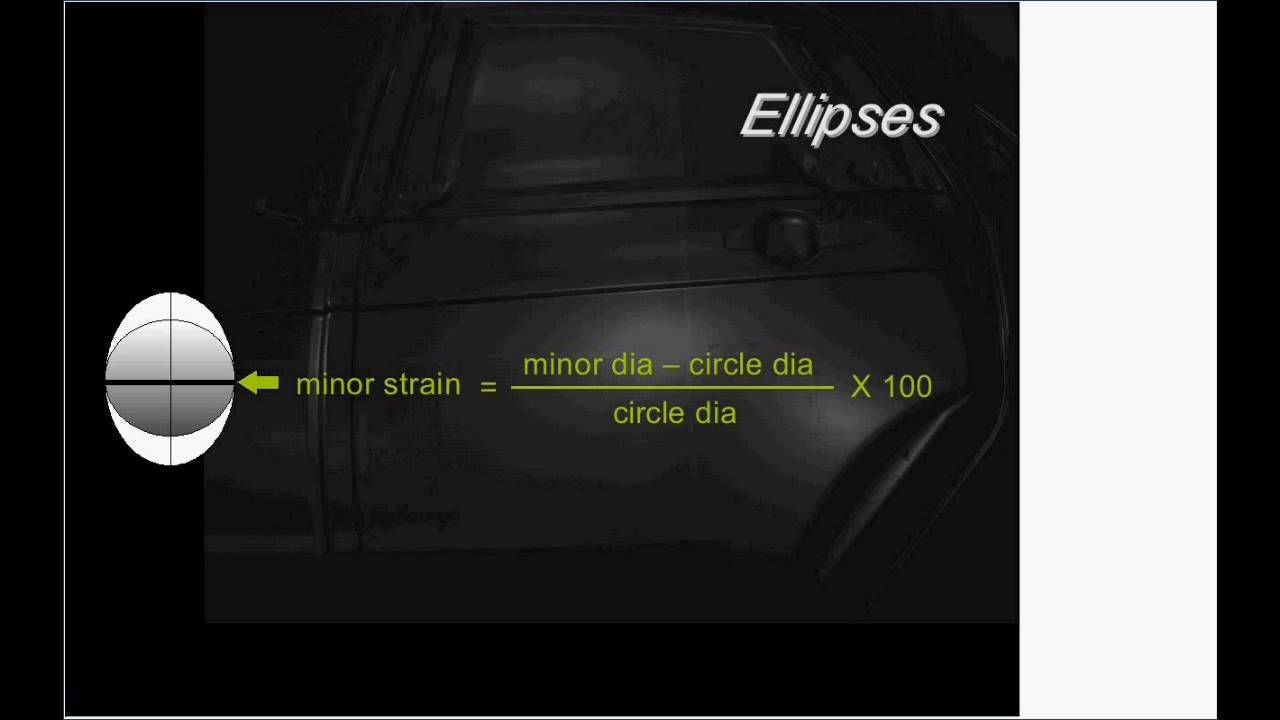 Ellipses
minor dia – circle dia
minor strain = X 100
circle dia